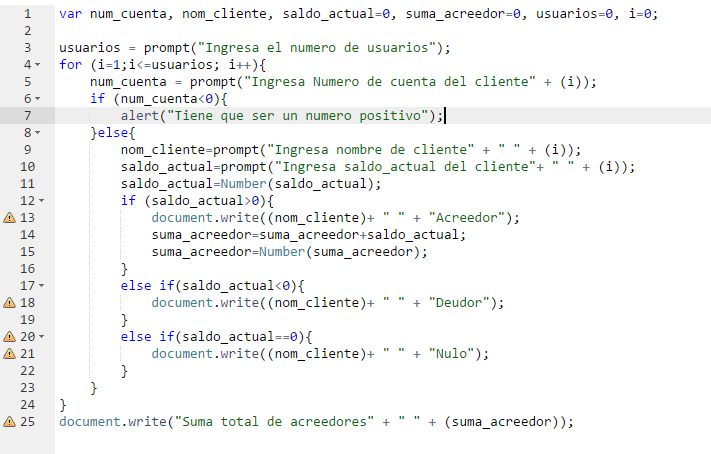 1 var num_cuenta, nom_cliente, saldo_actual=0, suma_acreedor=0, usuarios=0, i=0;
2
3 usuarios = prompt("Ingresa el numero de usuarios");
4 for (i=1;i<=usuarios; i++){
5 num_cuenta = prompt("Ingresa Numero de cuenta del cliente" + (i));
6 if (num_cuenta<0){
7 alert("Tiene que ser un numero positivo");
8 }else{
9 nom_cliente=prompt("Ingresa nombre de cliente" + " " + (i));
10 saldo_actual=prompt("Ingresa saldo_actual del cliente"+ " " + (i));
11 saldo_actual=Number(saldo_actual);
12 if (saldo_actual>0){
13 document.write((nom_cliente)+ " " + "Acreedor");
14 suma_acreedor=suma_acreedor+saldo_actual;
15 suma_acreedor=Number(suma_acreedor);
16 }
17 else if(saldo_actual<0){
18 document.write((nom_cliente)+ " " + "Deudor");
19 }
20 else if(saldo_actual==0){
21 document.write((nom_cliente)+ " " + "Nulo");
22 }
23 }
24 }
25 document.write("Suma total de acreedores" + " " + (suma_acreedor));